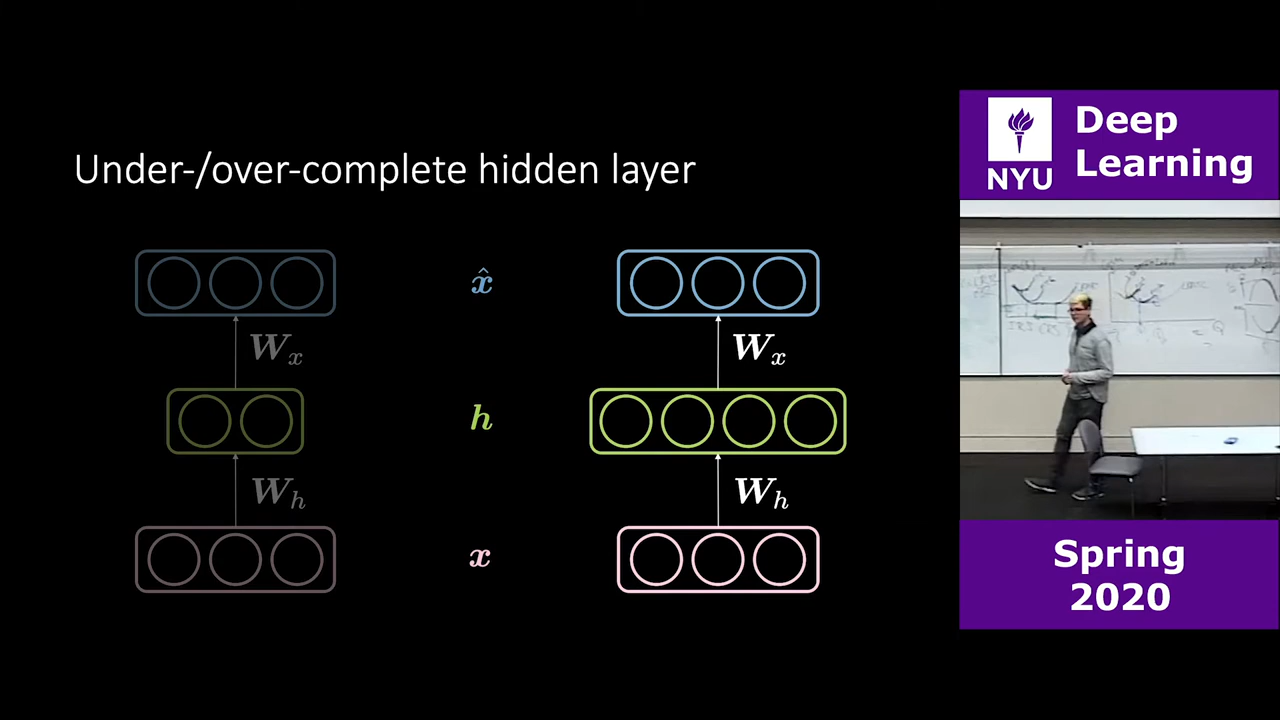 Under-/over-complete hidden layer
x̂
W_x
W_x
h
W_h
W_h
x
NYU
Deep
Learning
Spring
2020